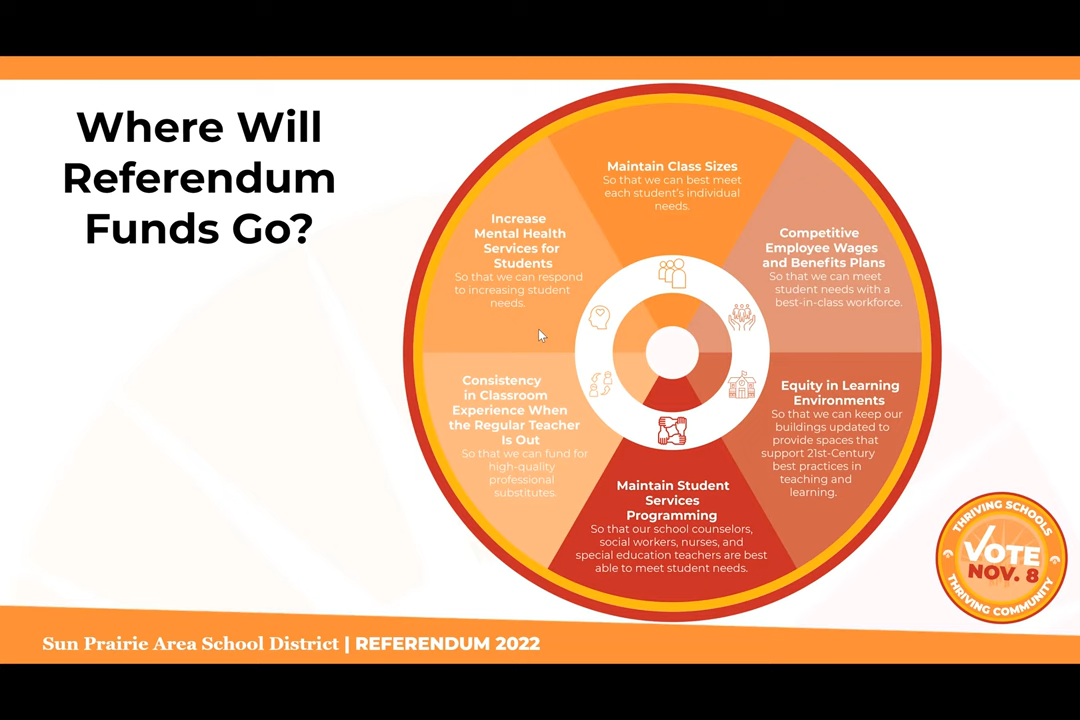 Where Will
Referendum
Funds Go?
Maintain Class Sizes
So that we can best meet
each student's individual
needs.
Competitive
Employee Wages
and Benefits Plans
So that we can meet
student needs with a
best-in-class workforce.
Equity in Learning
Environments
So that we can keep our
buildings updated to
provide spaces that
support 21st-Century
best practices in
teaching and
learning.
Maintain Student
Services
Programming
So that our school counselors,
social workers, nurses, and
special education teachers are best
able to meet student needs.
Consistency
in Classroom
Experience When
the Regular Teacher
Is Out
So that we can fund for
high-quality
professional
substitutes.
Increase
Mental Health
Services for
Students
So that we can respond
to increasing student
needs.
THRIVING SCHOOLS
VOTE
NOV. 8
THRIVING COMMUNITY
Sun Prairie Area School District | REFERENDUM 2022